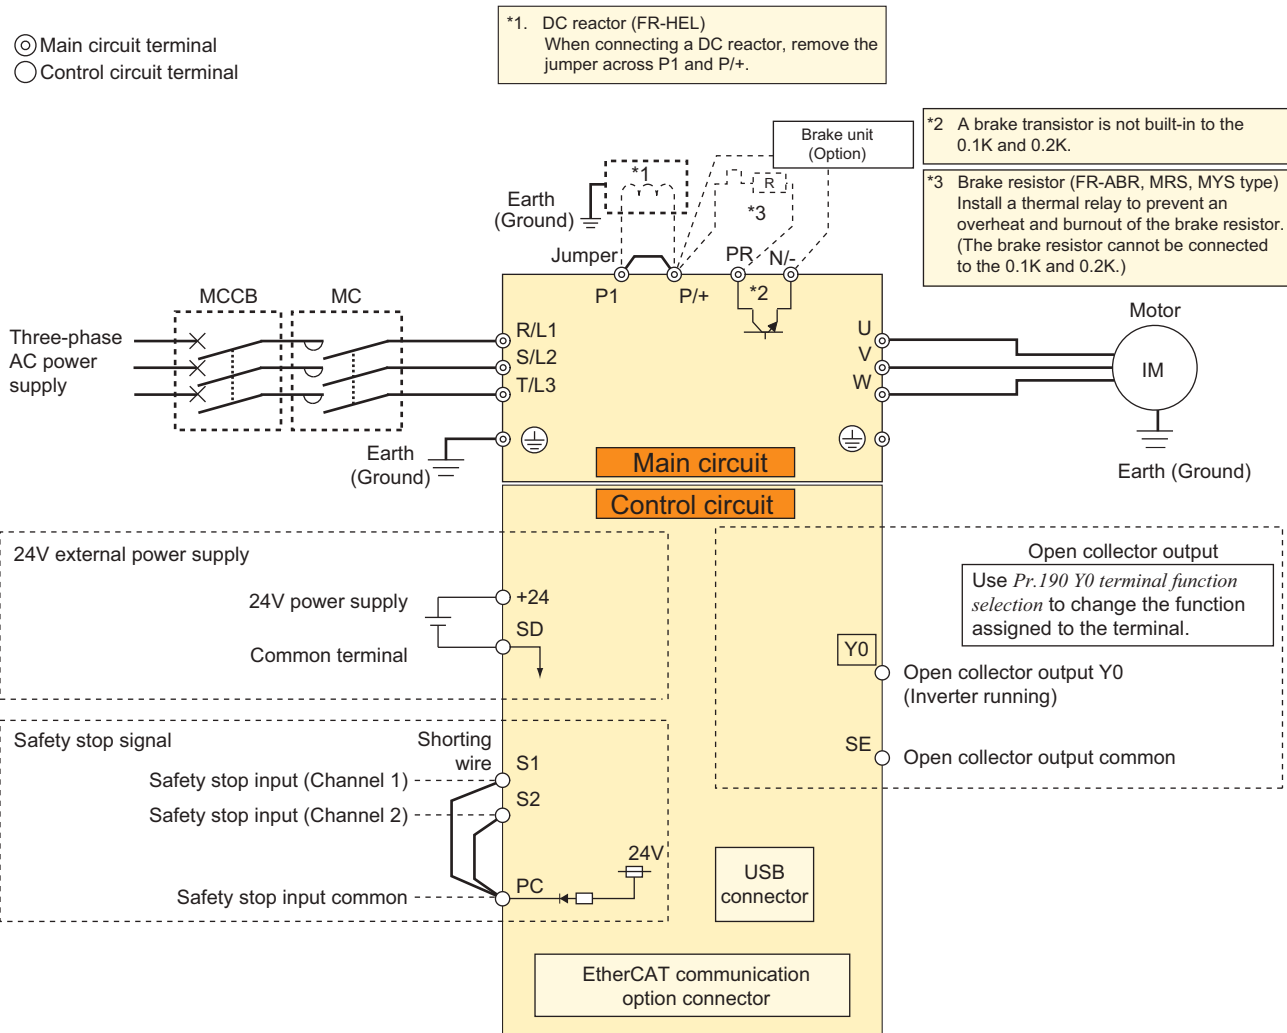 Main circuit terminal
Control circuit terminal
*1. DC reactor (FR-HEL)
When connecting a DC reactor, remove the
jumper across P1 and P/+.
Brake unit
(Option)
*2 A brake transistor is not built-in to the
0.1K and 0.2K.
*3 Brake resistor (FR-ABR, MRS, MYS type)
Install a thermal relay to prevent an
overheat and burnout of the brake resistor.
(The brake resistor cannot be connected
to the 0.1K and 0.2K.)
*1
R
*3
Earth
(Ground)
Jumper
PR
N/-
P1
P/+
*2
MCCB
MC
Three-phase
AC power
supply
R/L1
S/L2
T/L3
U
V
W
Motor
IM
Earth
(Ground)
Earth (Ground)
Main circuit
Control circuit
24V external power supply
24V power supply
+24
SD
Common terminal
Open collector output
Use Pr.190 Y0 terminal function
selection to change the function
assigned to the terminal.
Y0
Open collector output Y0
(Inverter running)
SE
Open collector output common
Safety stop signal
Shorting
wire
S1
Safety stop input (Channel 1)
S2
Safety stop input (Channel 2)
24V
PC
Safety stop input common
USB
connector
EtherCAT communication
option connector